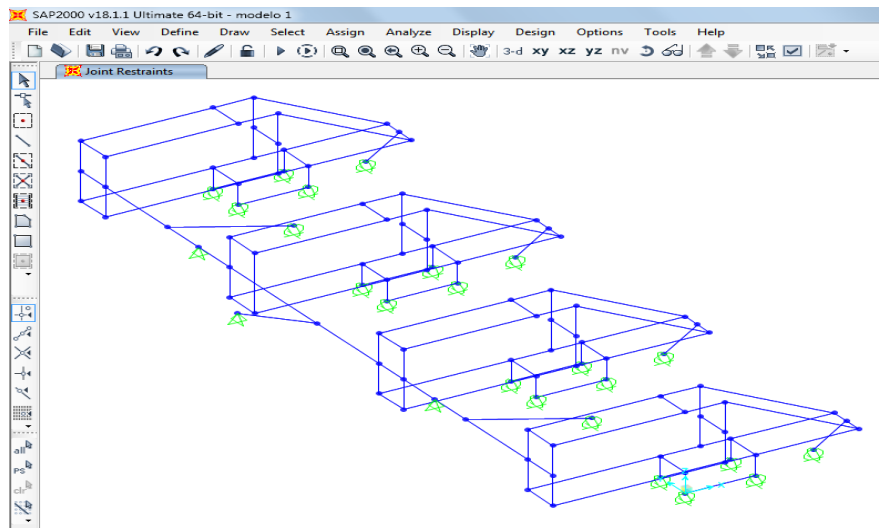 SAP2000 v18.1.1 Ultimate 64-bit - modelo 1
File Edit View Define Draw Select Assign Analyze Display Design Options Tools Help
3-d xy xz yz nv
Joint Restraints
all
PS
clr